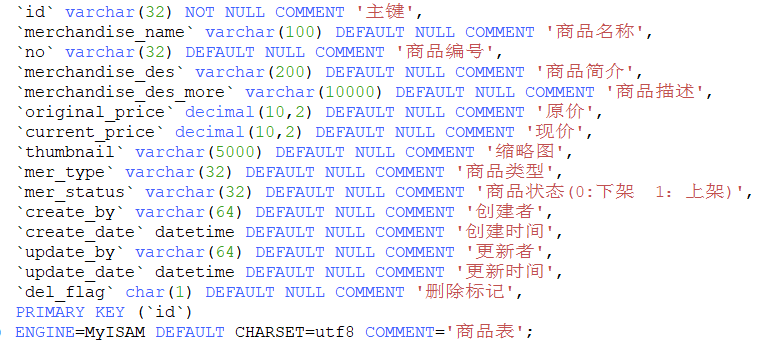 `id` varchar(32) NOT NULL COMMENT '主键',
`merchandise_name` varchar(100) DEFAULT NULL COMMENT '商品名称',
`no` varchar(32) DEFAULT NULL COMMENT '商品编号',
`merchandise_des` varchar(200) DEFAULT NULL COMMENT '商品简介',
`merchandise_des_more` varchar(10000) DEFAULT NULL COMMENT '商品描述',
`original_price` decimal(10,2) DEFAULT NULL COMMENT '原价',
`current_price` decimal(10,2) DEFAULT NULL COMMENT '现价',
`thumbnail` varchar(5000) DEFAULT NULL COMMENT '缩略图',
`mer_type` varchar(32) DEFAULT NULL COMMENT '商品类型',
`mer_status` varchar(32) DEFAULT NULL COMMENT '商品状态(0:下架  1：上架)',
`create_by` varchar(64) DEFAULT NULL COMMENT '创建者',
`create_date` datetime DEFAULT NULL COMMENT '创建时间',
`update_by` varchar(64) DEFAULT NULL COMMENT '更新者',
`update_date` datetime DEFAULT NULL COMMENT '更新时间',
`del_flag` char(1) DEFAULT NULL COMMENT '删除标记',
PRIMARY KEY (`id`)
) ENGINE=MyISAM DEFAULT CHARSET=utf8 COMMENT='商品表';